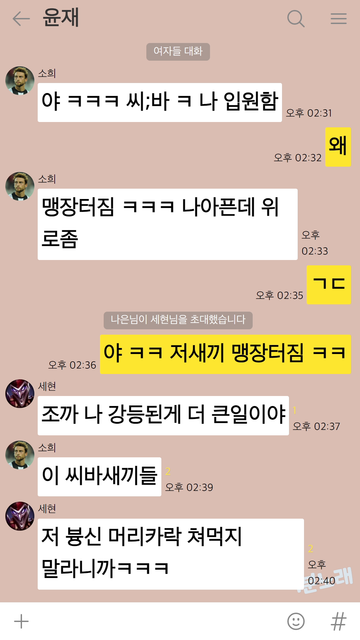 윤재
여자들 대화
소희
야 ㅋㅋㅋ 씨;바 ㅋ 나 입원함
오후 02:31
왜
오후 02:32
소희
맹장터짐 ㅋㅋㅋ 나아픈데 위
로좀
오후
02:33
ㄱㄷ
오후 02:35
나은님이 세현님을 초대했습니다
야 ㅋㅋ 저새끼 맹장터짐 ㅋㅋ
오후 02:36
세현
조까 나 강등된게 더 큰일이야
오후 02:37
소희
이 씨바새끼들
2
오후 02:39
세현
저 븅신 머리카락 쳐먹지
말라니까ㅋㅋㅋ
2
오후
02:40